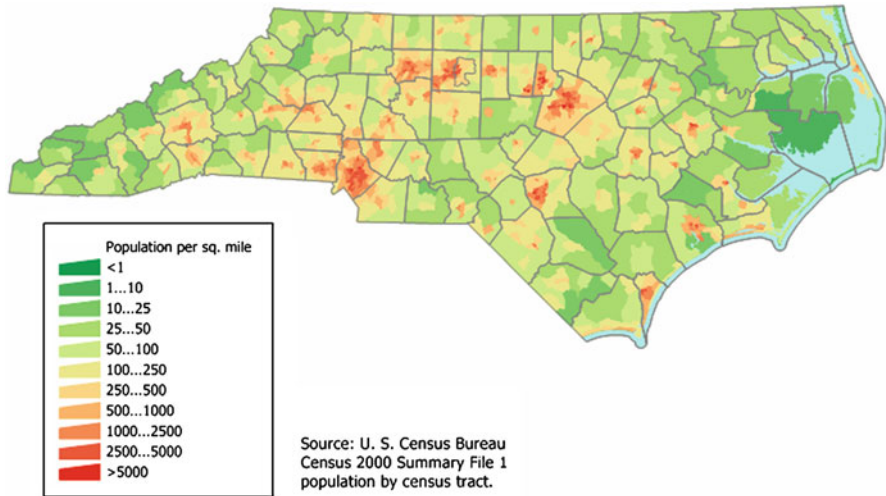 Population per sq. mile
<1
1...10
10...25
25...50
50...100
100...250
250...500
500...1000
1000...2500
2500...5000
>5000
Source: U. S. Census Bureau
Census 2000 Summary File 1
population by census tract.